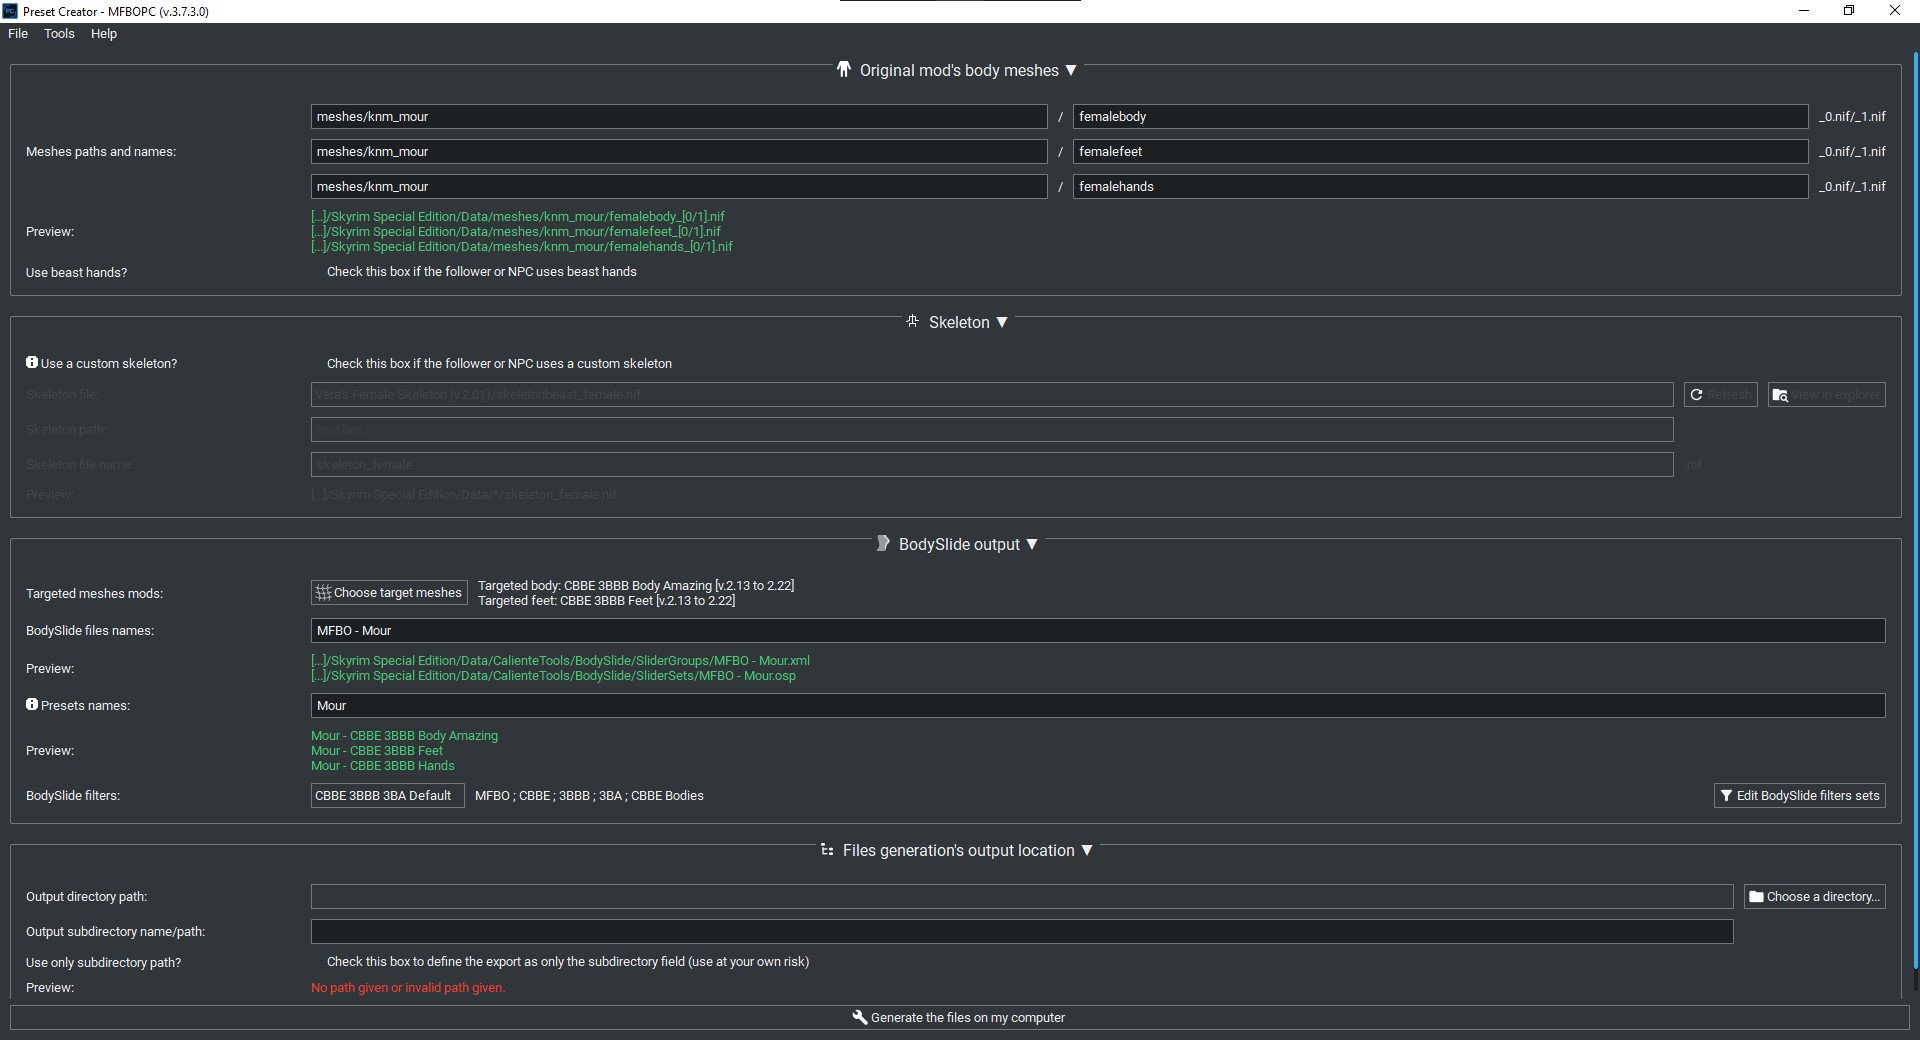 Preset Creator - MFBOPC (v.3.7.3.0)
File Tools Help
Original mod's body meshes ▼
meshes/knm_mour / femalebody _0.nif/_1.nif
Meshes paths and names: meshes/knm_mour / femalefeet _0.nif/_1.nif
meshes/knm_mour / femalehands _0.nif/_1.nif
[...]/Skyrim Special Edition/Data/meshes/knm_mour/femalebody_[0/1].nif
Preview: [...]/Skyrim Special Edition/Data/meshes/knm_mour/femalefeet_[0/1].nif
[...]/Skyrim Special Edition/Data/meshes/knm_mour/femalehands_[0/1].nif
Use beast hands? Check this box if the follower or NPC uses beast hands
Skeleton ▼
Use a custom skeleton? Check this box if the follower or NPC uses a custom skeleton
Skeleton file: Vera's Female Skeleton (v.2.01)/skeletonbeast_female.nif Refresh View in explorer
Skeleton path: meshes/...
Skeleton file name: skeleton_female .nif
Preview: [...]/Skyrim Special Edition/Data/*/skeleton_female.nif
BodySlide output ▼
Targeted meshes mods: Choose target meshes Targeted body: CBBE 3BBB Body Amazing [v.2.13 to 2.22]
Targeted feet: CBBE 3BBB Feet [v.2.13 to 2.22]
BodySlide files names: MFBO - Mour
Preview: [...]/Skyrim Special Edition/Data/CalienteTools/BodySlide/SliderGroups/MFBO - Mour.xml
[...]/Skyrim Special Edition/Data/CalienteTools/BodySlide/SliderSets/MFBO - Mour.osp
Presets names: Mour
Mour - CBBE 3BBB Body Amazing
Preview: Mour - CBBE 3BBB Feet
Mour - CBBE 3BBB Hands
BodySlide filters: CBBE 3BBB 3BA Default MFBO ; CBBE ; 3BBB ; 3BA ; CBBE Bodies Edit BodySlide filters sets
Files generation's output location ▼
Output directory path: Choose a directory...
Output subdirectory name/path:
Use only subdirectory path? Check this box to define the export as only the subdirectory field (use at your own risk)
Preview: No path given or invalid path given.
Generate the files on my computer